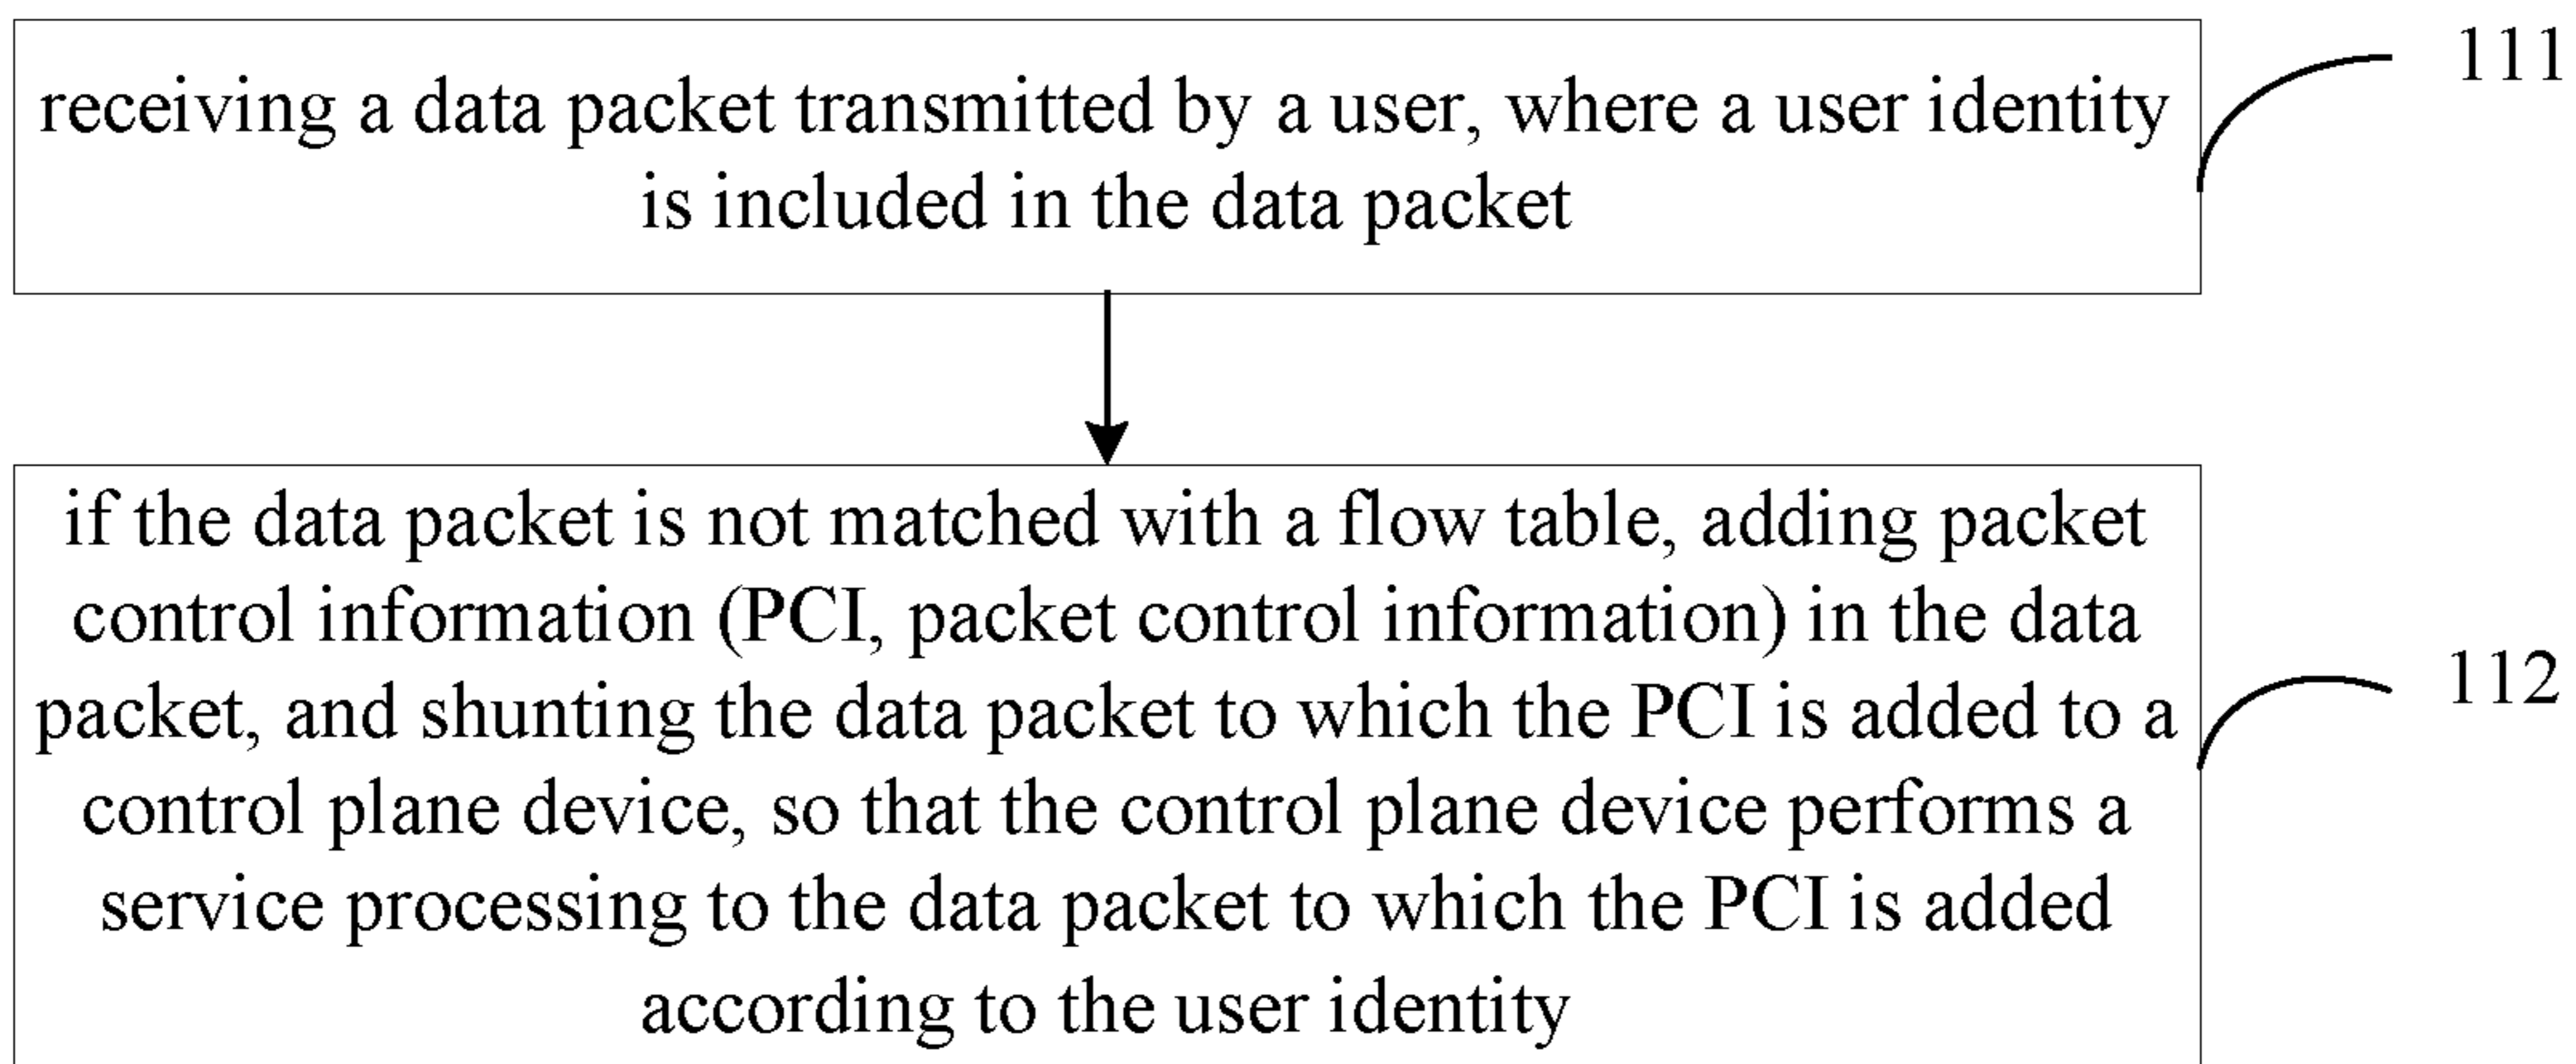 receiving a data packet transmitted by a user, where a user identity
is included in the data packet
111
if the data packet is not matched with a flow table, adding packet
control information (PCI, packet control information) in the data
packet, and shunting the data packet to which the PCI is added to a
control plane device, so that the control plane device performs a
service processing to the data packet to which the PCI is added
according to the user identity
112